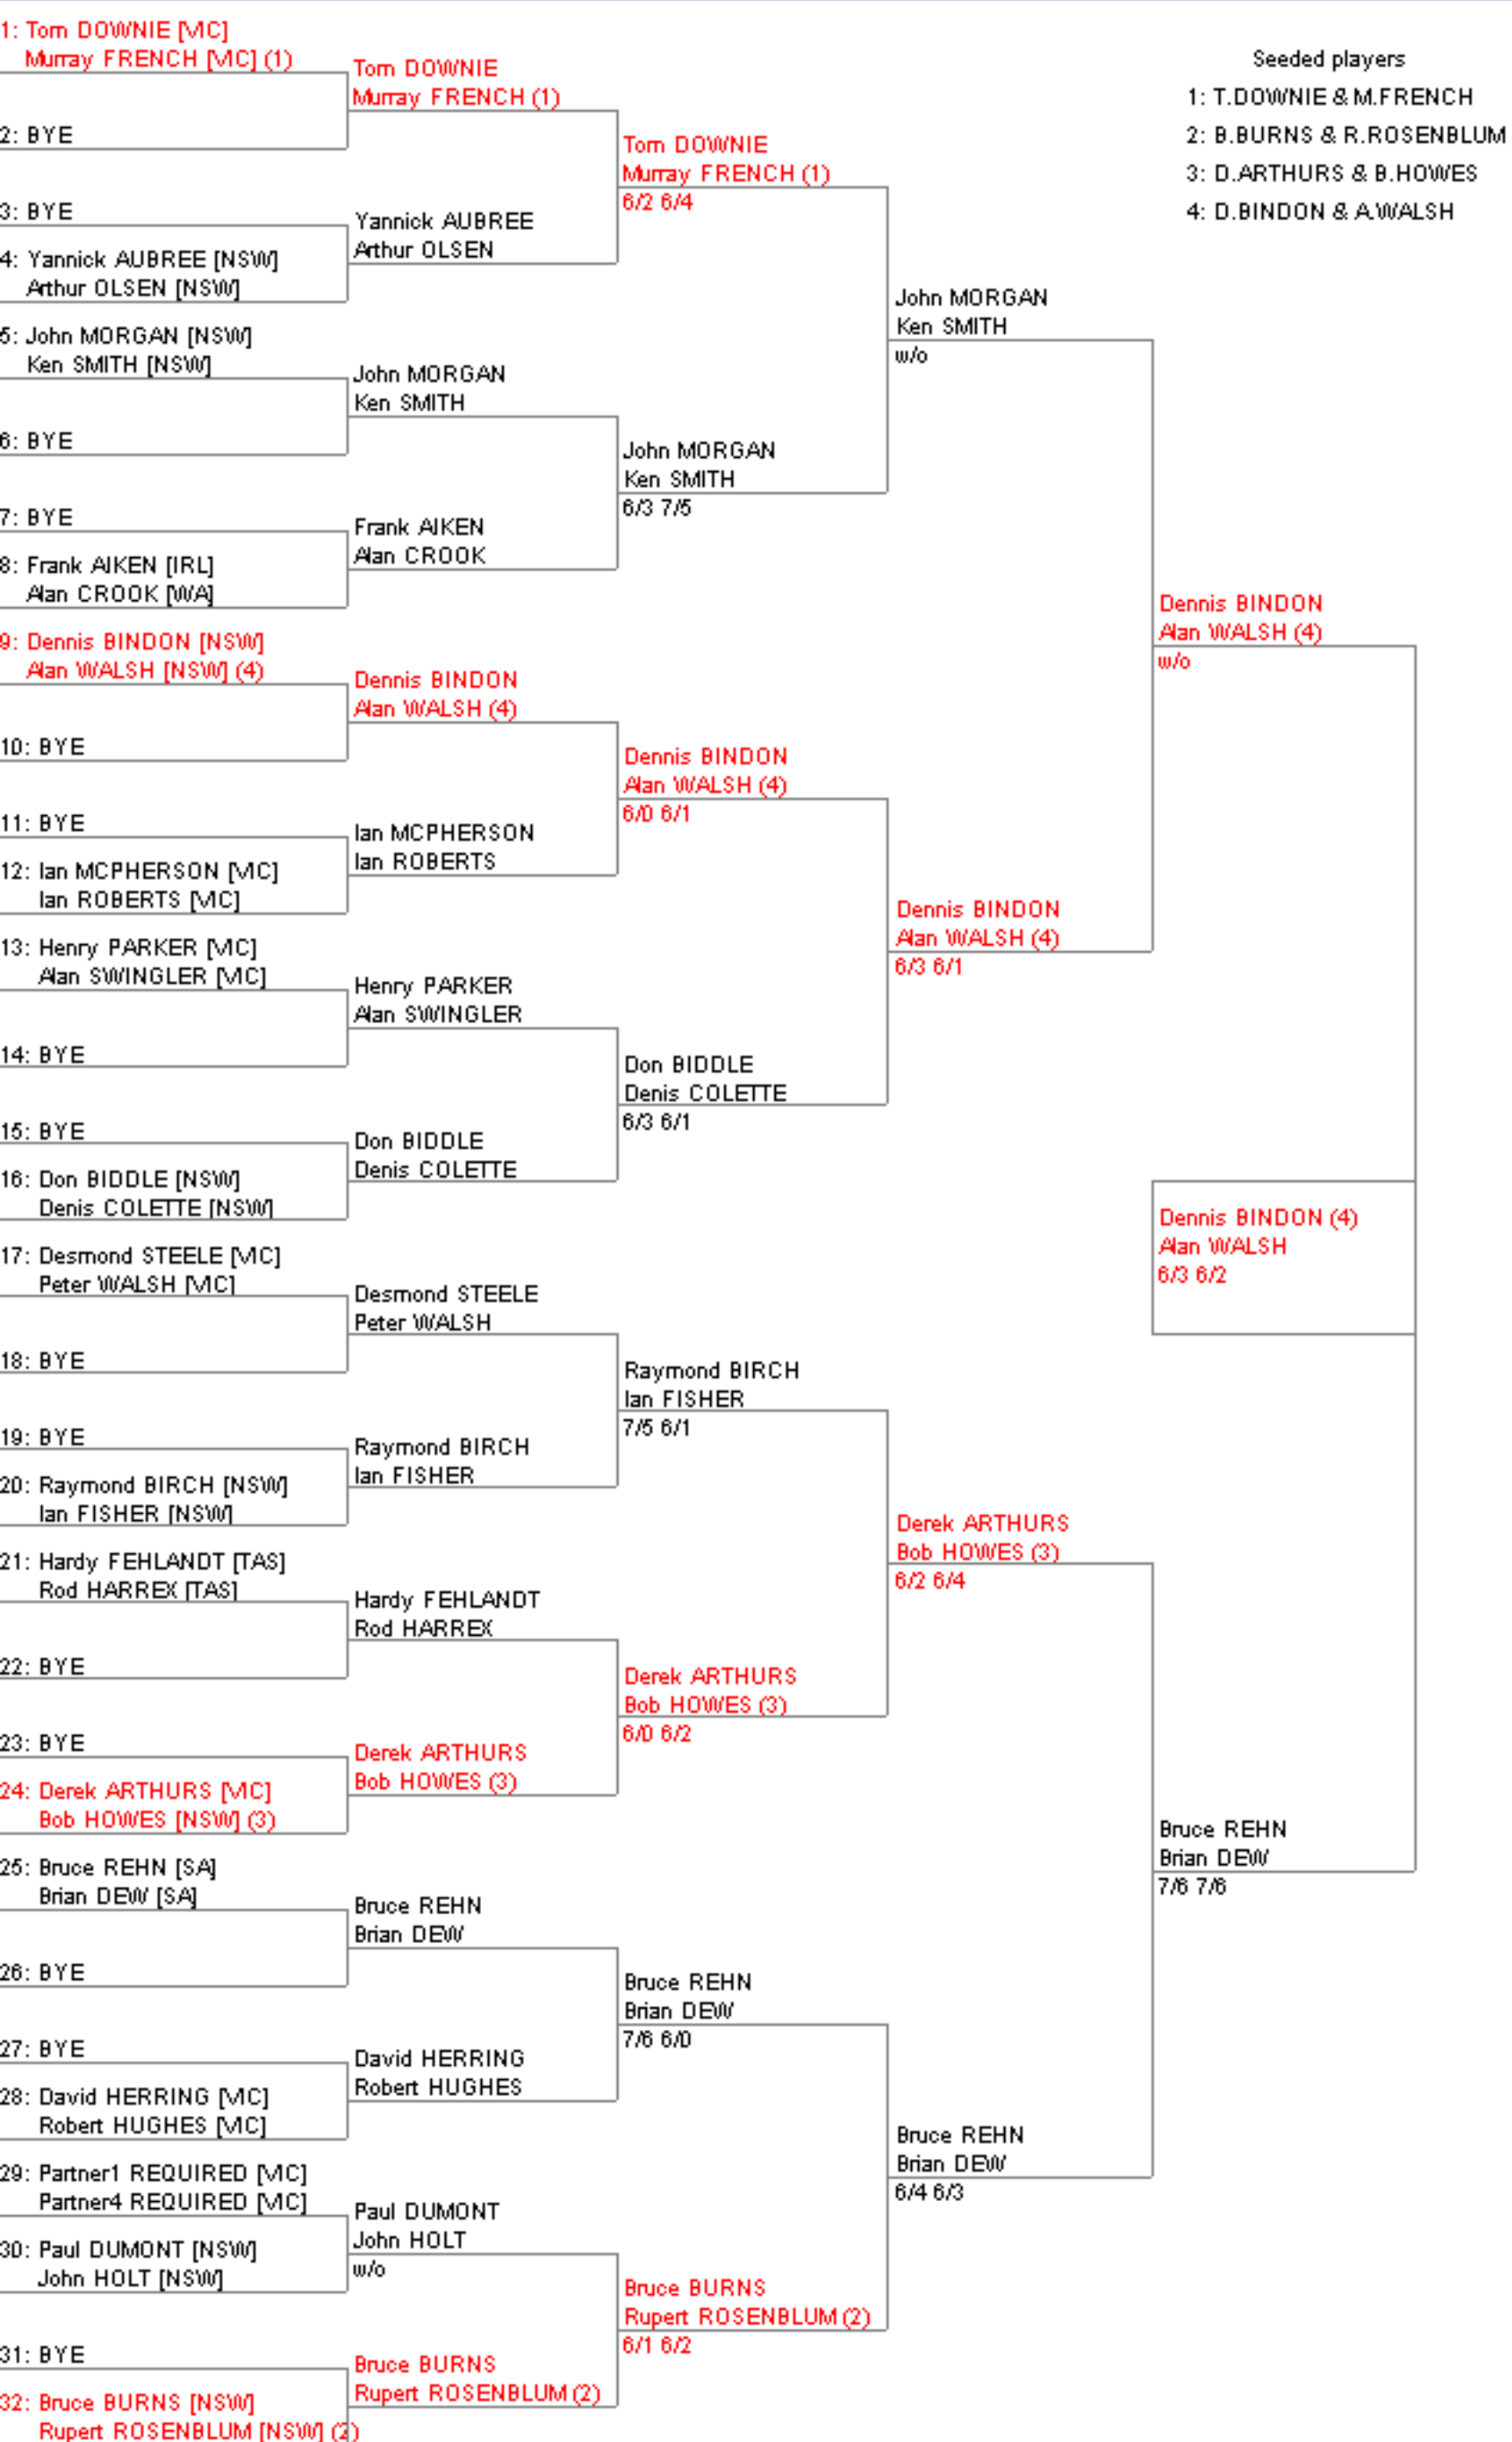 1: Tom DOWNIE [VIC]
Murray FRENCH [VIC] (1)
2: BYE
3: BYE
4: Yannick AUBREE [NSW]
Arthur OLSEN [NSW]
5: John MORGAN [NSW]
Ken SMITH [NSW]
6: BYE
7: BYE
8: Frank AIKEN [IRL]
Alan CROOK [WA]
9: Dennis BINDON [NSW]
Alan WALSH [NSW] (4)
10: BYE
11: BYE
12: Ian MCPHERSON [VIC]
Ian ROBERTS [VIC]
13: Henry PARKER [VIC]
Alan SWINGLER [VIC]
14: BYE
15: BYE
16: Don BIDDLE [NSW]
Denis COLETTE [NSW]
17: Desmond STEELE [VIC]
Peter WALSH [VIC]
18: BYE
19: BYE
20: Raymond BIRCH [NSW]
Ian FISHER [NSW]
21: Hardy FEHLANDT [TAS]
Rod HARREX [TAS]
22: BYE
23: BYE
24: Derek ARTHURS [VIC]
Bob HOWES [NSW] (3)
25: Bruce REHN [SA]
Brian DEW [SA]
26: BYE
27: BYE
28: David HERRING [VIC]
Robert HUGHES [VIC]
29: Partner1 REQUIRED [VIC]
Partner4 REQUIRED [VIC]
30: Paul DUMONT [NSW]
John HOLT [NSW]
31: BYE
32: Bruce BURNS [NSW]
Rupert ROSENBLUM [NSW] (2)
Tom DOWNIE
Murray FRENCH (1)
Yannick AUBREE
Arthur OLSEN
John MORGAN
Ken SMITH
Frank AIKEN
Alan CROOK
Dennis BINDON
Alan WALSH (4)
Ian MCPHERSON
Ian ROBERTS
Henry PARKER
Alan SWINGLER
Don BIDDLE
Denis COLETTE
Desmond STEELE
Peter WALSH
Raymond BIRCH
Ian FISHER
Hardy FEHLANDT
Rod HARREX
Derek ARTHURS
Bob HOWES (3)
Bruce REHN
Brian DEW
David HERRING
Robert HUGHES
Paul DUMONT
John HOLT
w/o
Bruce BURNS
Rupert ROSENBLUM (2)
Tom DOWNIE
Murray FRENCH (1)
6/2 6/4
John MORGAN
Ken SMITH
6/3 7/5
Dennis BINDON
Alan WALSH (4)
6/0 6/1
Don BIDDLE
Denis COLETTE
6/3 6/1
Raymond BIRCH
Ian FISHER
7/5 6/1
Derek ARTHURS
Bob HOWES (3)
6/0 6/2
Bruce REHN
Brian DEW
7/6 6/0
Bruce BURNS
Rupert ROSENBLUM (2)
6/1 6/2
John MORGAN
Ken SMITH
w/o
Dennis BINDON
Alan WALSH (4)
6/3 6/1
Derek ARTHURS
Bob HOWES (3)
6/2 6/4
Bruce REHN
Brian DEW
6/4 6/3
Dennis BINDON
Alan WALSH (4)
w/o
Dennis BINDON (4)
Alan WALSH
6/3 6/2
Bruce REHN
Brian DEW
7/6 7/6
Seeded players
1: T.DOWNIE & M.FRENCH
2: B.BURNS & R.ROSENBLUM
3: D.ARTHURS & B.HOWES
4: D.BINDON & A.WALSH